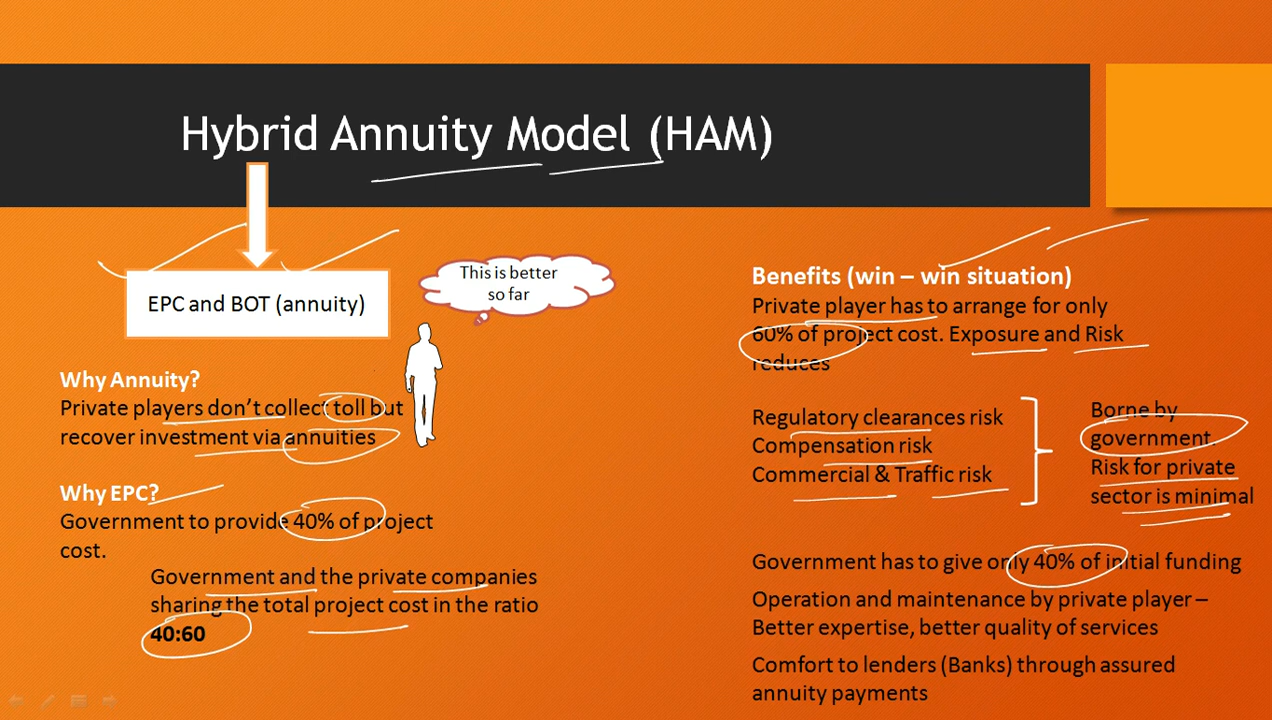 Hybrid Annuity Model (HAM)
EPC and BOT (annuity)
This is better
so far
Why Annuity?
Private players don't collect toll but
recover investment via annuities
Why EPC?
Government to provide 40% of project
cost.
Government and the private companies
sharing the total project cost in the ratio
40:60
Benefits (win – win situation)
Private player has to arrange for only
60% of project cost. Exposure and Risk
reduces
Regulatory clearances risk
Compensation risk
Commercial & Traffic risk
Borne by
government.
Risk for private
sector is minimal
Government has to give only 40% of initial funding
Operation and maintenance by private player –
Better expertise, better quality of services
Comfort to lenders (Banks) through assured
annuity payments